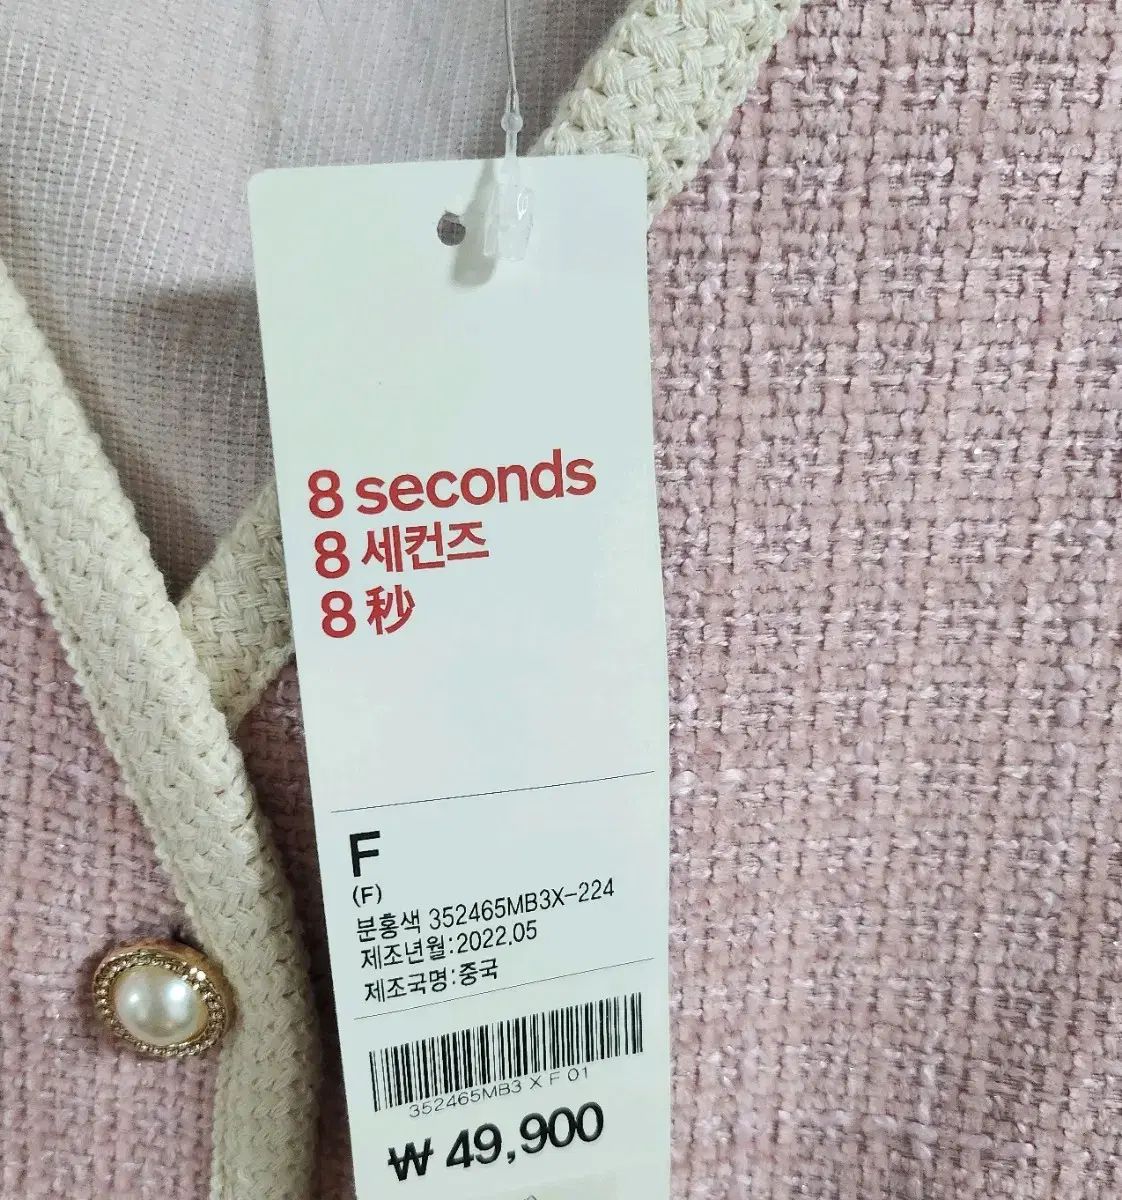 8 seconds
8 세컨즈
8 秒
F
(F)
분홍색 352465MB3X-224
제조년월:2022.05
제조국명:중국
352465MB3 X F 01
₩ 49,900